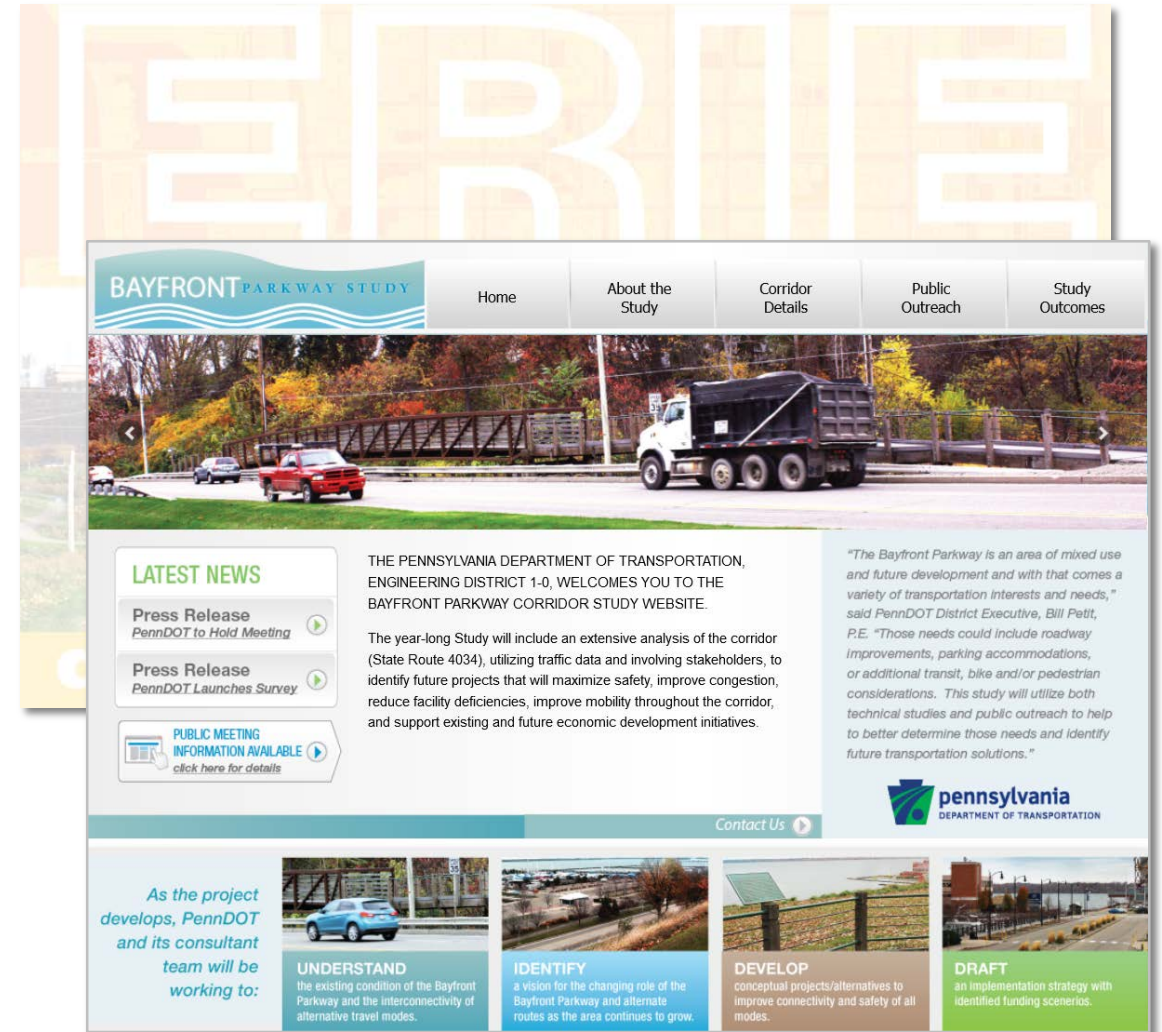 ERIE
BAYFRONT PARKWAY STUDY
Home
About the
Study
Corridor
Details
Public
Outreach
Study
Outcomes
35
LATEST NEWS
Press Release
PennDOT to Hold Meeting
Press Release
PennDOT Launches Survey
PUBLIC MEETING
INFORMATION AVAILABLE
click here for details
THE PENNSYLVANIA DEPARTMENT OF TRANSPORTATION,
ENGINEERING DISTRICT 1-0, WELCOMES YOU TO THE
BAYFRONT PARKWAY CORRIDOR STUDY WEBSITE.
The year-long Study will include an extensive analysis of the corridor
(State Route 4034), utilizing traffic data and involving stakeholders, to
identify future projects that will maximize safety, improve congestion,
reduce facility deficiencies, improve mobility throughout the corridor,
and support existing and future economic development initiatives.
"The Bayfront Parkway is an area of mixed use
and future development and with that comes a
variety of transportation interests and needs,"
said PennDOT District Executive, Bill Petit,
P.E. "Those needs could include roadway
improvements, parking accommodations,
or additional transit, bike and/or pedestrian
considerations. This study will utilize both
technical studies and public outreach to help
to better determine those needs and identify
future transportation solutions."
pennsylvania
DEPARTMENT OF TRANSPORTATION
Contact Us
As the project
develops, PennDOT
and its consultant
team will be
working to:
35
UNDERSTAND
the existing condition of the Bayfront
Parkway and the interconnectivity of
alternative travel modes.
IDENTIFY
a vision for the changing role of the
Bayfront Parkway and alternate
routes as the area continues to grow.
DEVELOP
conceptual projects/alternatives to
improve connectivity and safety of all
modes.
DRAFT
an implementation strategy with
identified funding scenerios.